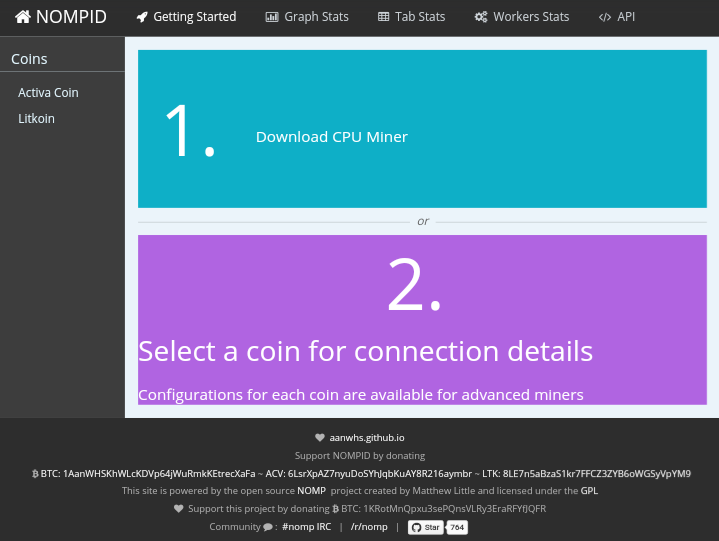 NOMPID Getting Started Graph Stats Tab Stats Workers Stats API
Coins
Activa Coin
Litkoin
1.
Download CPU Miner
or
2.
Select a coin for connection details
Configurations for each coin are available for advanced miners
aanwhs.github.io
Support NOMPID by donating
BTC: 1AanWHSKhWLcKDVp64jWuRmkKEtrecXaFa ~ ACV: 6LsrXpAZ7nyuDoSYhJqbKuAY8R216aymbr ~ LTK: 8LE7n5aBzaS1kr7FFCZ3ZYB6oWGSyVpYM9
This site is powered by the open source NOMP project created by Matthew Little and licensed under the GPL
Support this project by donating BTC: 1KRotMnQpxu3sePQnsVLRy3EraRFYfJQFR
Community : #nomp IRC | /r/nomp | Star 764